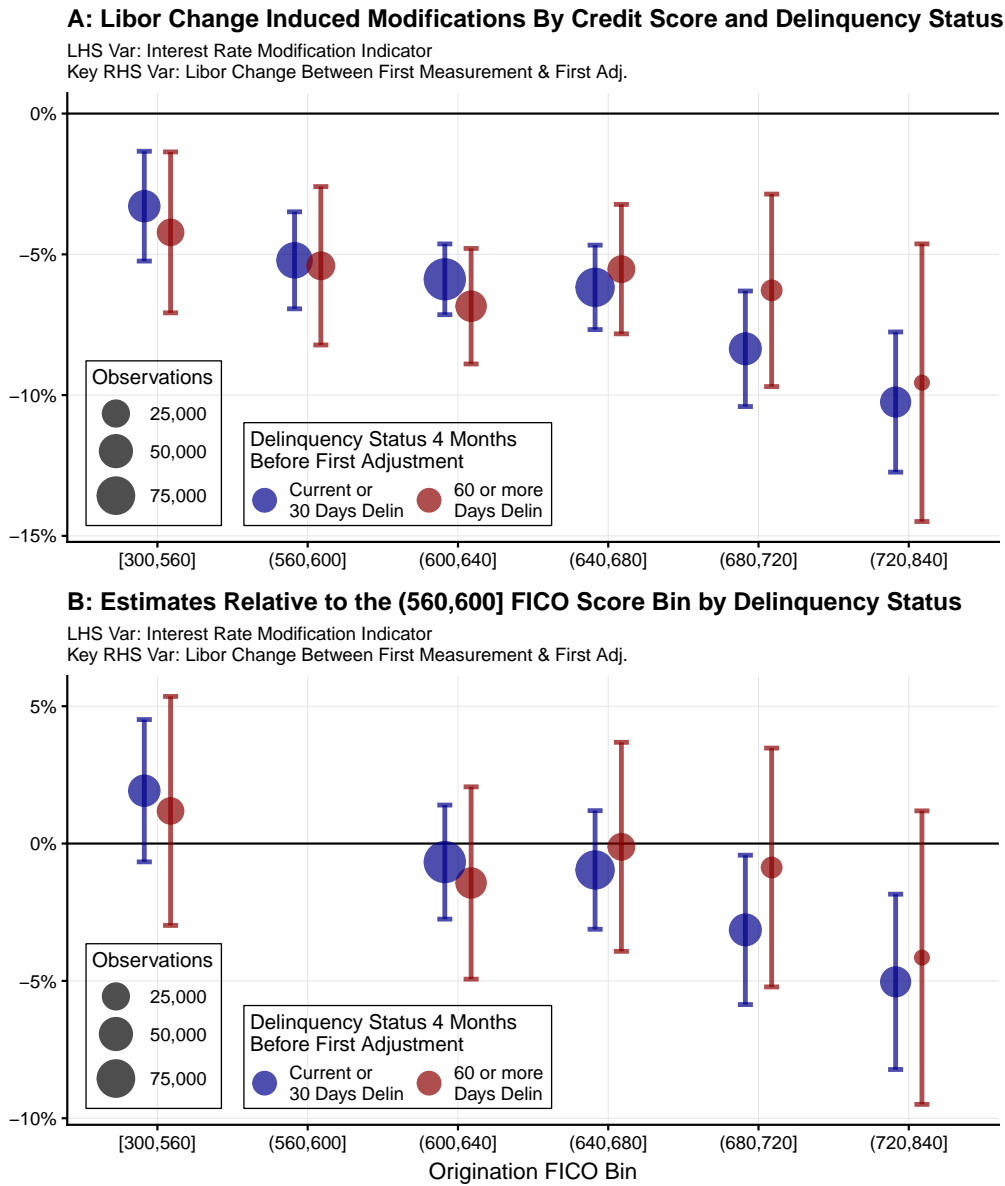 A: Libor Change Induced Modifications By Credit Score and Delinquency Status
LHS Var: Interest Rate Modification Indicator
Key RHS Var: Libor Change Between First Measurement & First Adj.
0%
−5%
−10%
−15%
Observations
25,000
50,000
75,000
Delinquency Status 4 Months
Before First Adjustment
Current or
30 Days Delin
60 or more
Days Delin
[300,560]
(560,600]
(600,640]
(640,680]
(680,720]
(720,840]
B: Estimates Relative to the (560,600] FICO Score Bin by Delinquency Status
LHS Var: Interest Rate Modification Indicator
Key RHS Var: Libor Change Between First Measurement & First Adj.
5%
0%
−5%
−10%
Observations
25,000
50,000
75,000
Delinquency Status 4 Months
Before First Adjustment
Current or
30 Days Delin
60 or more
Days Delin
[300,560]
(560,600]
(600,640]
(640,680]
(680,720]
(720,840]
Origination FICO Bin